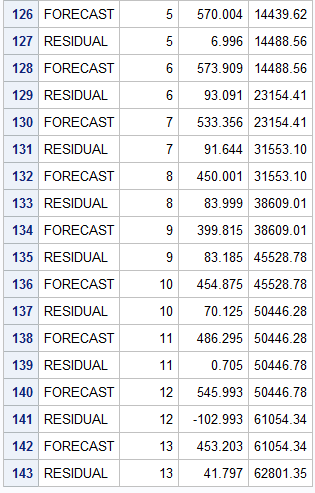 126 FORECAST 5 570.004 14439.62
127 RESIDUAL 5 6.996 14488.56
128 FORECAST 6 573.909 14488.56
129 RESIDUAL 6 93.091 23154.41
130 FORECAST 7 533.356 23154.41
131 RESIDUAL 7 91.644 31553.10
132 FORECAST 8 450.001 31553.10
133 RESIDUAL 8 83.999 38609.01
134 FORECAST 9 399.815 38609.01
135 RESIDUAL 9 83.185 45528.78
136 FORECAST 10 454.875 45528.78
137 RESIDUAL 10 70.125 50446.28
138 FORECAST 11 486.295 50446.28
139 RESIDUAL 11 0.705 50446.78
140 FORECAST 12 545.993 50446.78
141 RESIDUAL 12 -102.993 61054.34
142 FORECAST 13 453.203 61054.34
143 RESIDUAL 13 41.797 62801.35